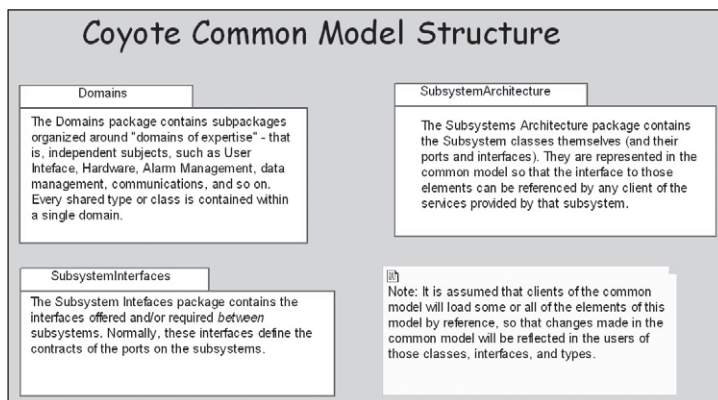 Coyote Common Model Structure
Domains
The Domains package contains subpackages
organized around "domains of expertise" - that
is, independent subjects, such as User
Inteface, Hardware, Alarm Management, data
management, communications, and so on.
Every shared type or class is contained within
a single domain.
SubsystemArchitecture
The Subsystems Architecture package contains
the Subsystem classes themselves (and their
ports and interfaces). They are represented in the
common model so that the interface to those
elements can be referenced by any client of the
services provided by that subsystem.
SubsystemInterfaces
The Subsystem Intefaces package contains the
interfaces offered and/or required between
subsystems. Normally, these interfaces define the
contracts of the ports on the subsystems.
Note: It is assumed that clients of the common
model will load some or all of the elements of this
model by reference, so that changes made in the
common model will be reflected in the users of
those classes, interfaces, and types.